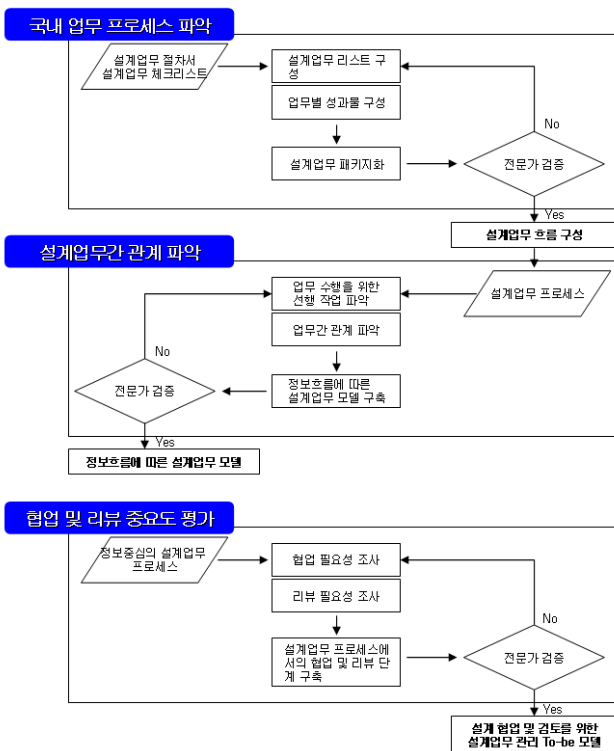 국내 업무 프로세스 파악
설계업무 절차서
설계업무 체크리스트
설계업무 리스트 구
성
업무별 성과물 구성
설계업무 패키지화
No
전문가 검증
Yes
설계업무 흐름 구성
설계업무간 관계 파악
업무 수행을 위한
선행 작업 파악
설계업무 프로세스
업무간 관계 파악
No
전문가 검증
정보흐름에 따른
설계업무 모델 구축
Yes
정보흐름에 따른 설계업무 모델
협업 및 리뷰 중요도 평가
정보중심의 설계업무
프로세스
협업 필요성 조사
리뷰 필요성 조사
No
설계업무 프로세스에
서의 협업 및 리뷰 단
계 구축
전문가 검증
Yes
설계 협업 및 검토를 위한
설계업무 관리 To-be 모델